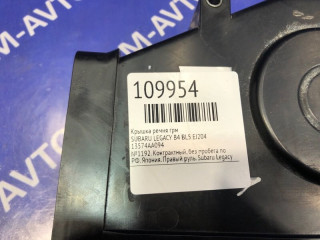 M-AVTO
109954
Крышка ремня грм
SUBARU LEGACY B4 BL5 EJ204
13574AA094
№1192. Контрактный, без пробега по
РФ. Япония. Правый руль. Subaru Legacy